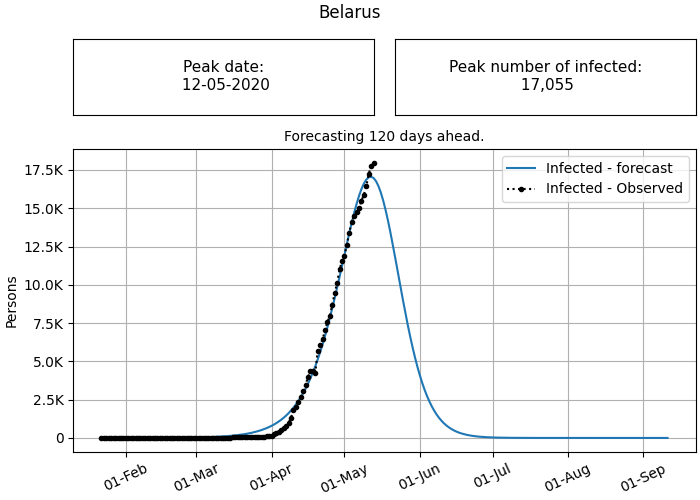 Belarus
Peak date:
12-05-2020
Peak number of infected:
17,055
Forecasting 120 days ahead.
Infected - forecast
Infected - Observed
Persons
17.5K
15.0K
12.5K
10.0K
7.5K
5.0K
2.5K
0
01-Feb
01-Mar
01-Apr
01-May
01-Jun
01-Jul
01-Aug
01-Sep